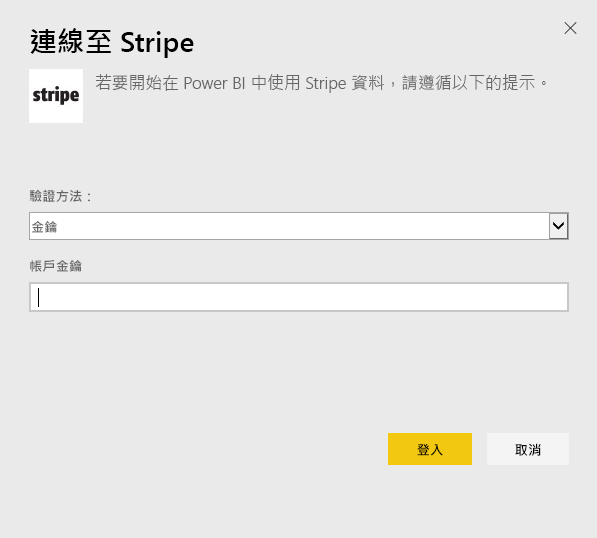 連線至 Stripe
stripe
若要開始在 Power BI 中使用 Stripe 資料，請遵循以下的提示。
驗證方法：
金鑰
帳戶金鑰
登入
取消